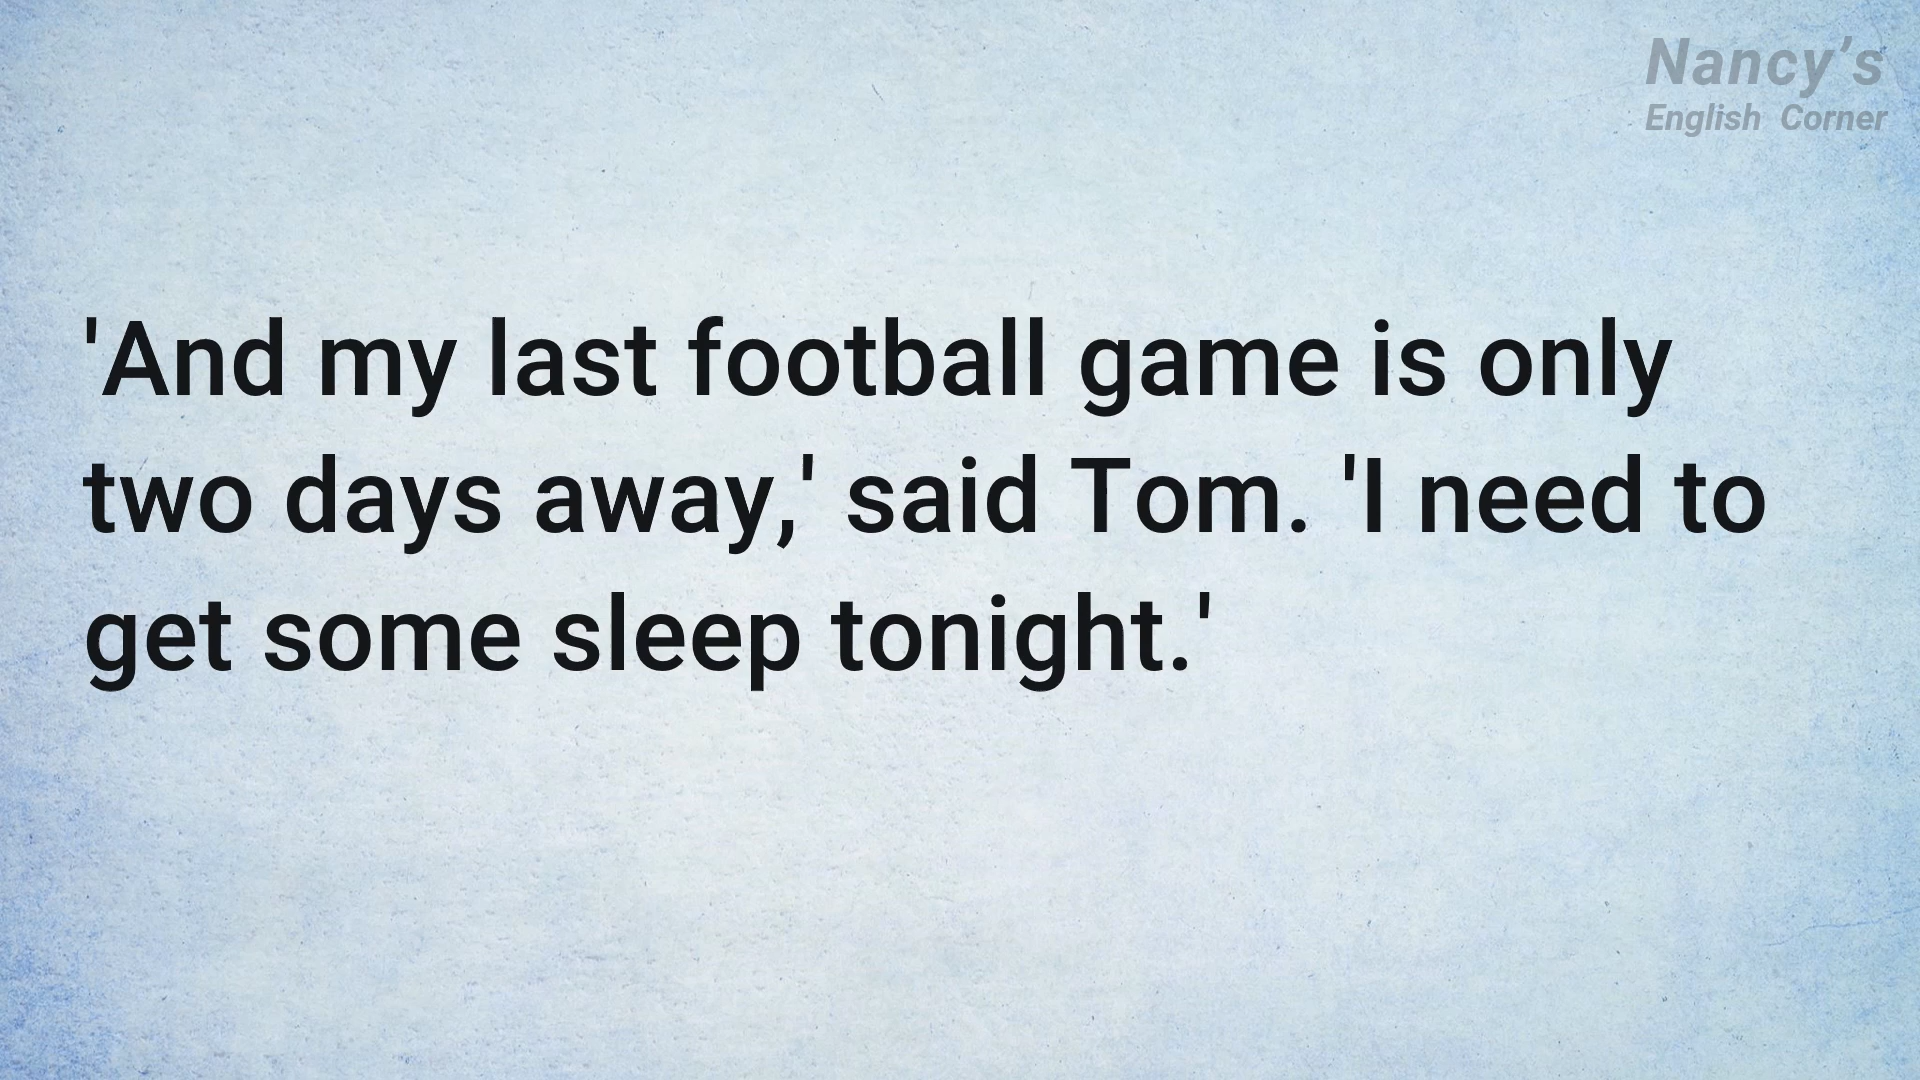 Nancy’s
English Corner
'And my last football game is only
two days away,' said Tom. 'I need to
get some sleep tonight.'